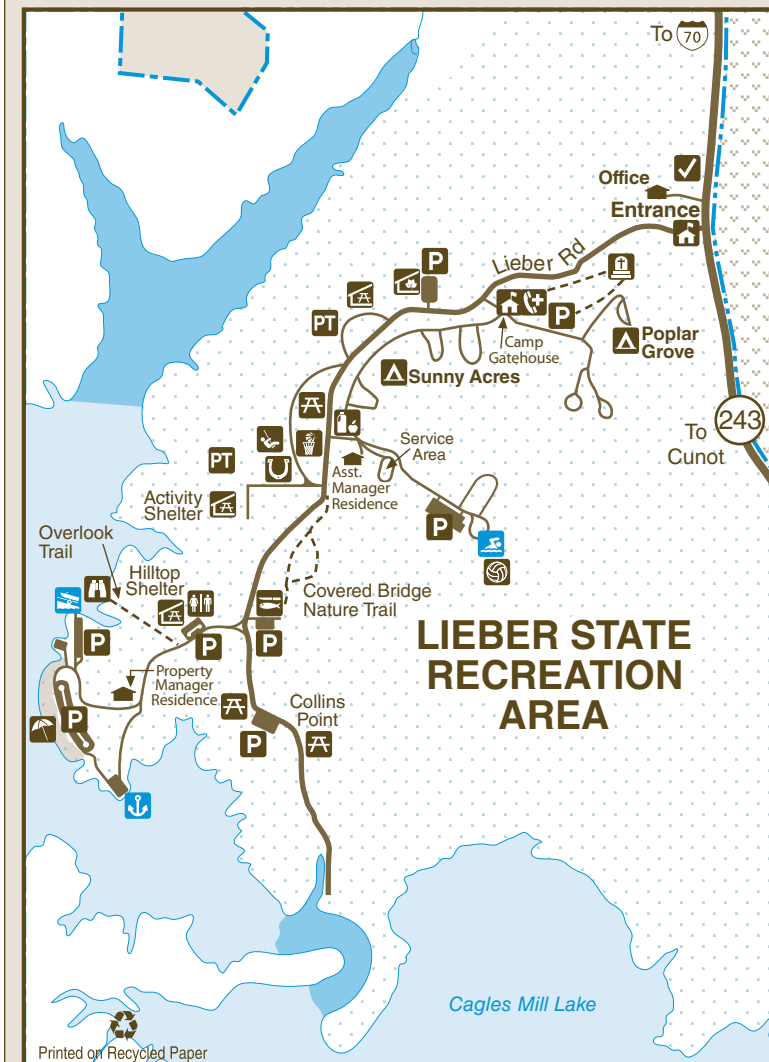 To 70
Office
Entrance
Lieber Rd
P
P
PT
Camp
Gatehouse
Poplar
Grove
Sunny Acres
243
To
Cunot
Service
Area
PT
Asst.
Manager
Residence
Activity
Shelter
P
Overlook
Trail
Hilltop
Shelter
Covered Bridge
Nature Trail
P
P
P
LIEBER STATE
RECREATION
AREA
Property
Manager
Residence
Collins
Point
P
P
Cagles Mill Lake
Printed on Recycled Paper